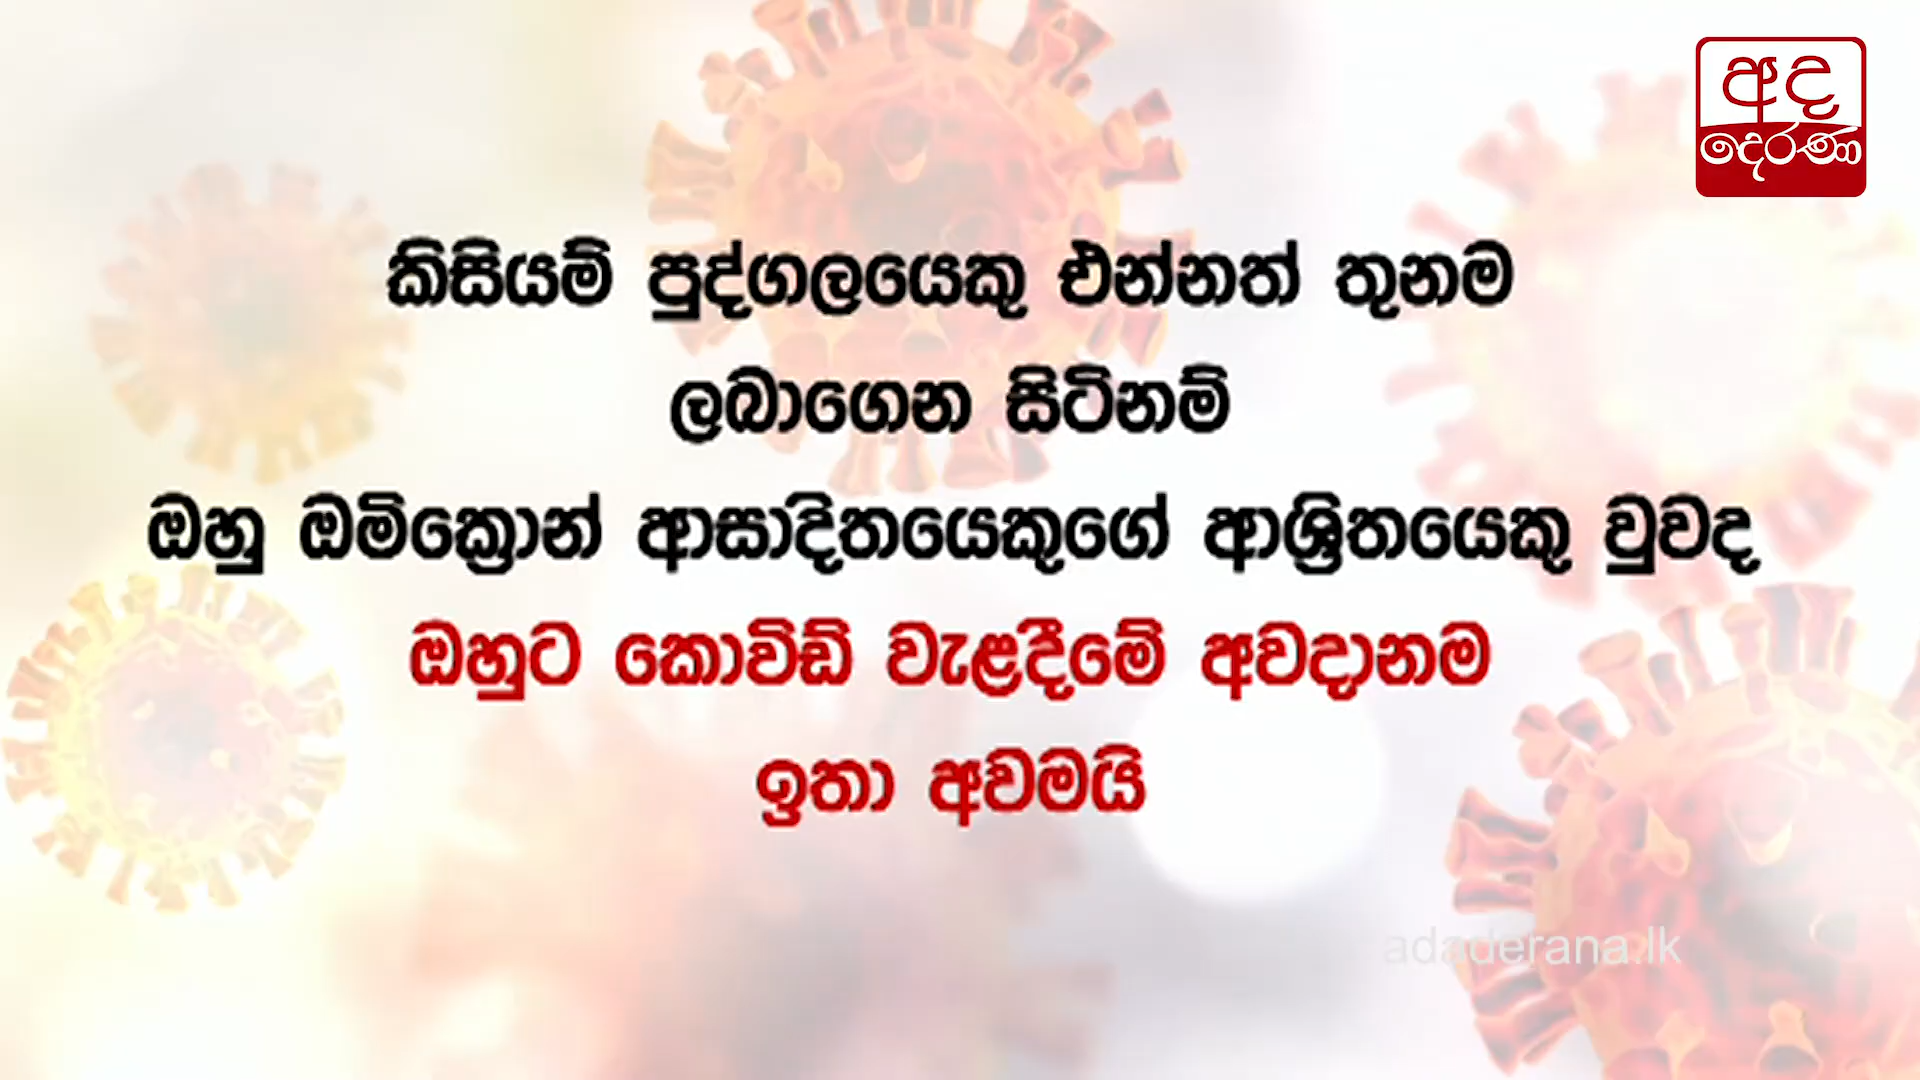 අද
දෙරණ
කිසියම් පුද්ගලයෙකු එන්නත් තුනම
ලබාගෙන සිටිනම්
ඔහු ඔමික්‍රොන් ආසාදිතයෙකුගේ ආශ්‍රිතයෙකු වුවද
ඔහුට කොවිඩ් වැළදීමේ අවදානම
ඉතා අවමයි
adaderana.lk